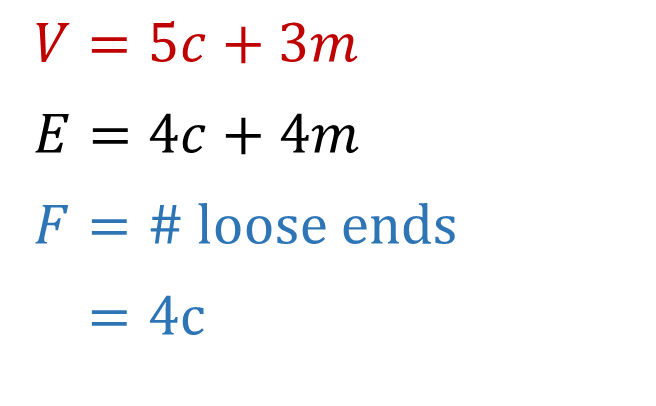 V = 5c + 3m
E = 4c + 4m
F = # loose ends
= 4c